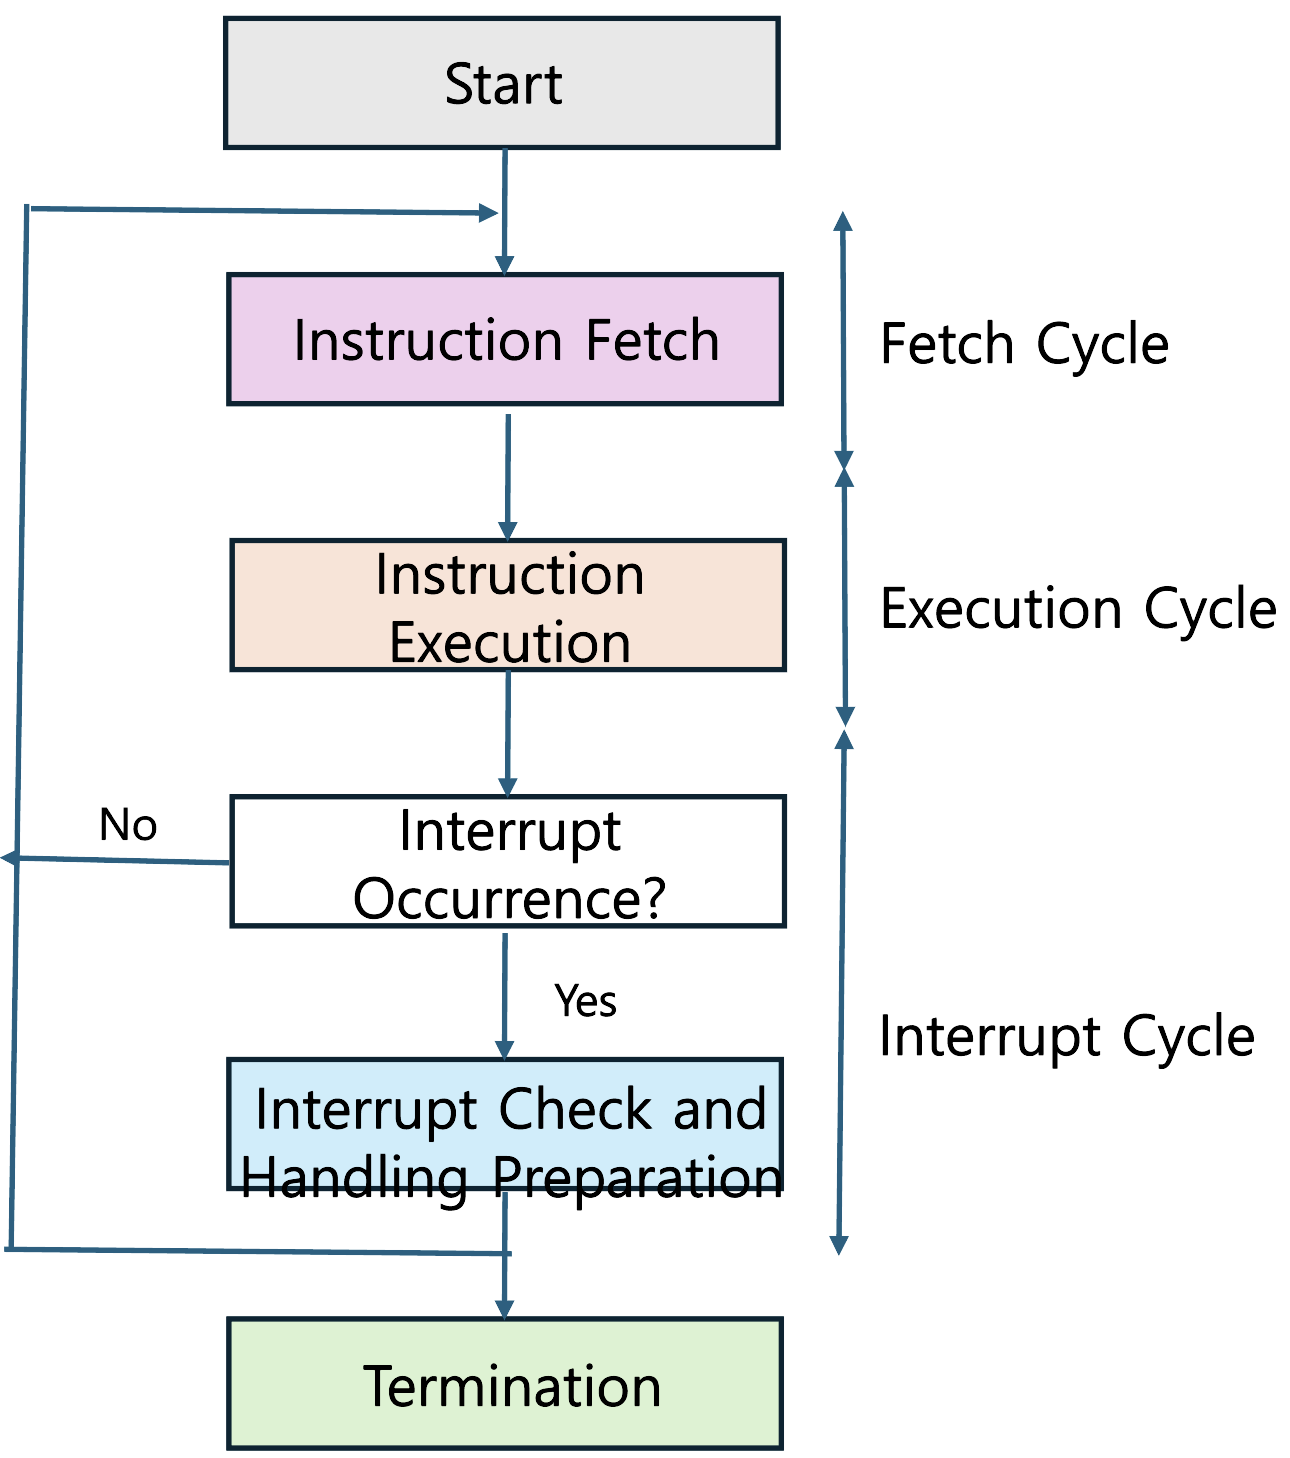 Start
Instruction Fetch
Fetch Cycle
Instruction
Execution
Execution Cycle
No
Interrupt
Occurrence?
Yes
Interrupt Cycle
Interrupt Check and
Handling Preparation
Termination